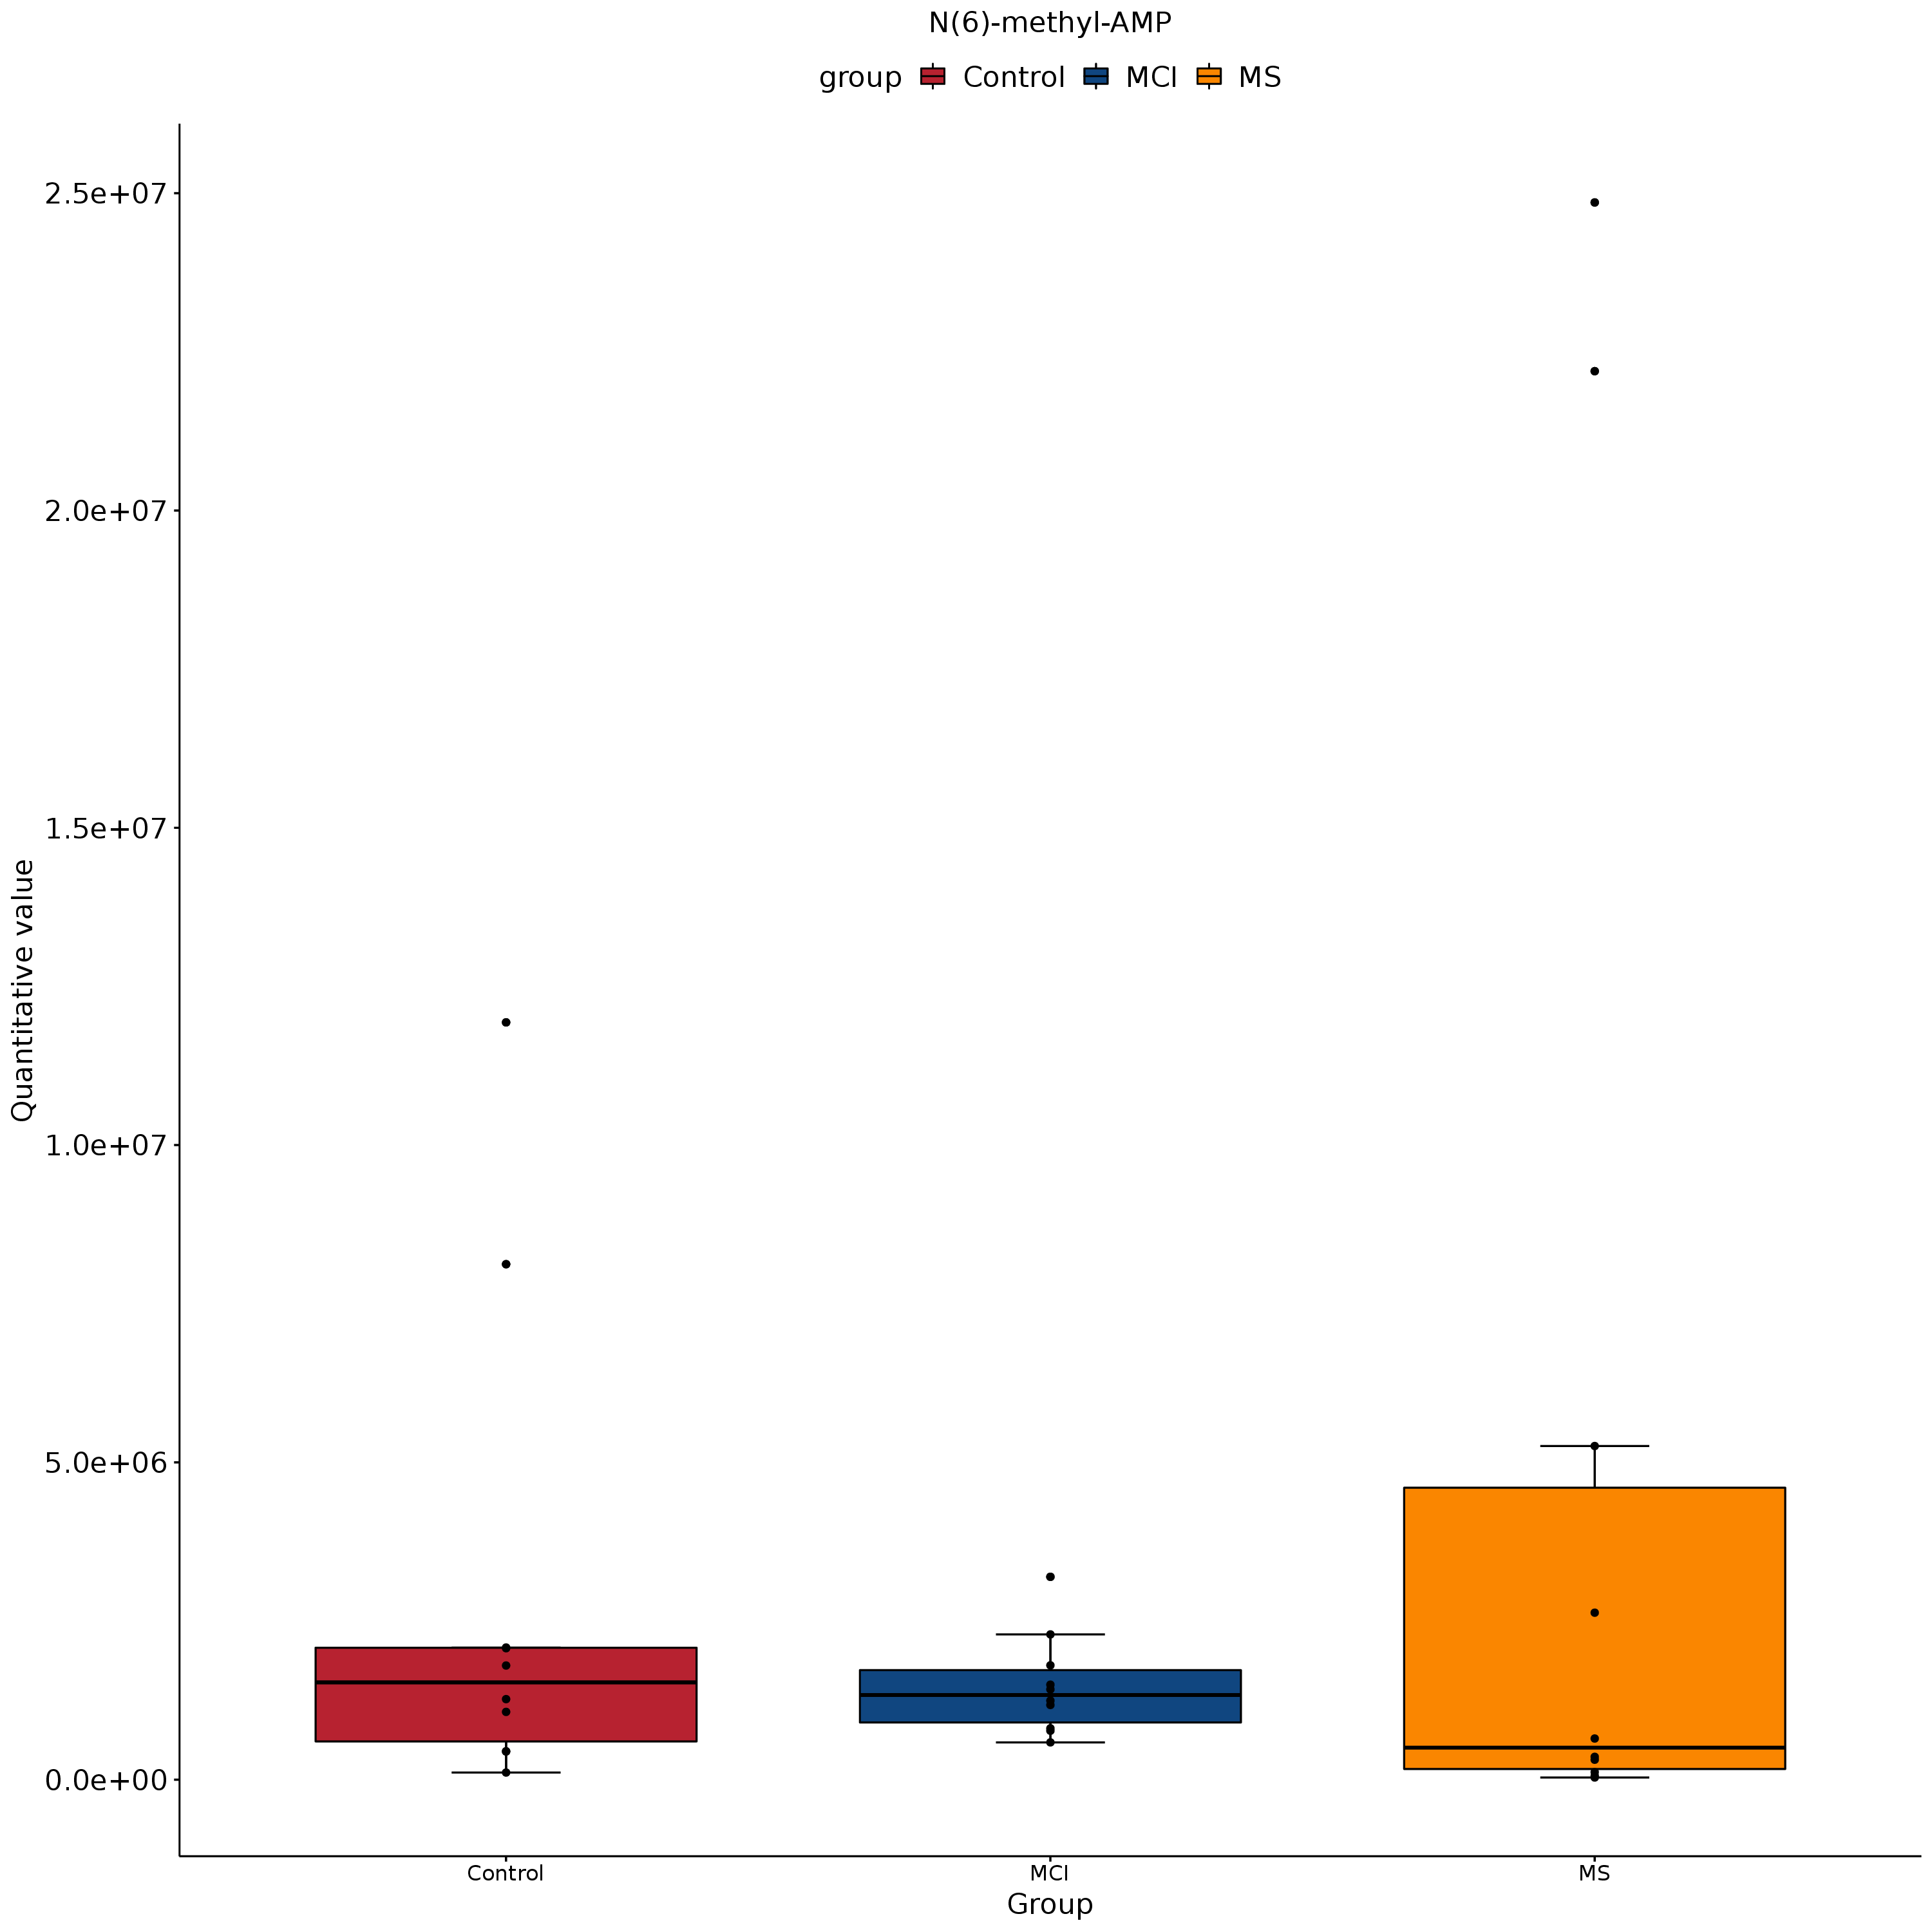 N(6)-methyl-AMP
group Control MCI MS
2.5e+07
2.0e+07
1.5e+07
1.0e+07
5.0e+06
0.0e+00
Quantitative value
Control MCI MS
Group